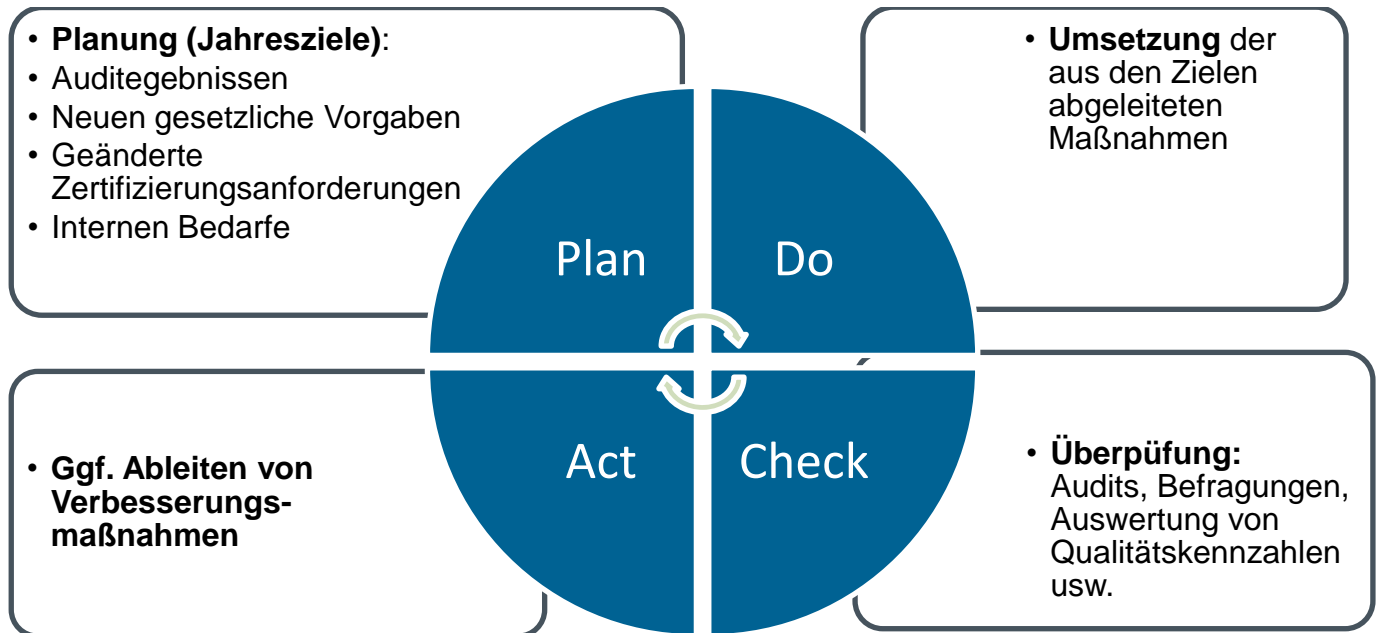 • Planung (Jahresziele):
• Auditegebnissen
• Neuen gesetzliche Vorgaben
• Geänderte
Zertifizierungsanforderungen
• Internen Bedarfe
• Umsetzung der
aus den Zielen
abgeleiteten
Maßnahmen
Plan
Do
Act
Check
• Ggf. Ableiten von
Verbesserungs-
maßnahmen
• Überpüfung:
Audits, Befragungen,
Auswertung von
Qualitätskennzahlen
usw.